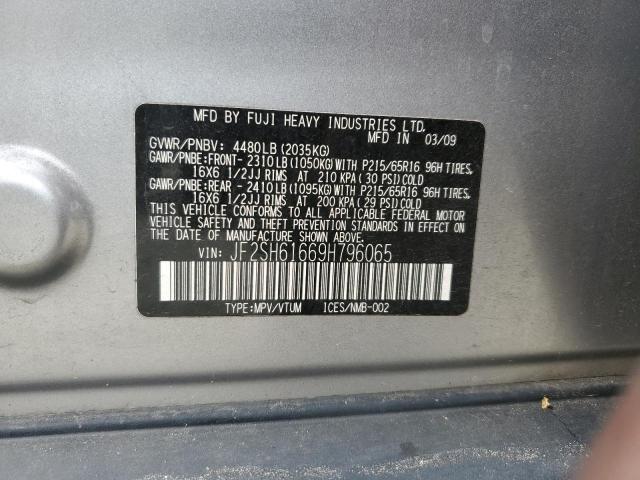 MFD BY FUJI HEAVY INDUSTRIES LTD.
MFD IN 03/09
GVWR/PNBV: 4480LB(2035KG)
GAWR/PNBE:FRONT- 2310LB(1050KG)WITH P215/65R16 96H TIRES,
16X6 1/2JJ RIMS AT 210 KPA(30 PSI)COLD
GAWR/PNBE:REAR - 2410LB(1095KG)WITH P215/65R16 96H TIRES,
16X6 1/2JJ RIMS AT 200 KPA(29 PSI)COLD
THIS VEHICLE CONFORMS TO ALL APPLICABLE FEDERAL MOTOR
VEHICLE SAFETY AND THEFT PREVENTION STANDARDS IN EFFECT ON
THE DATE OF MANUFACTURE SHOWN ABOVE.
VIN: JF2SH61669H796065
TYPE:MPV/VTUM ICES/NMB-002